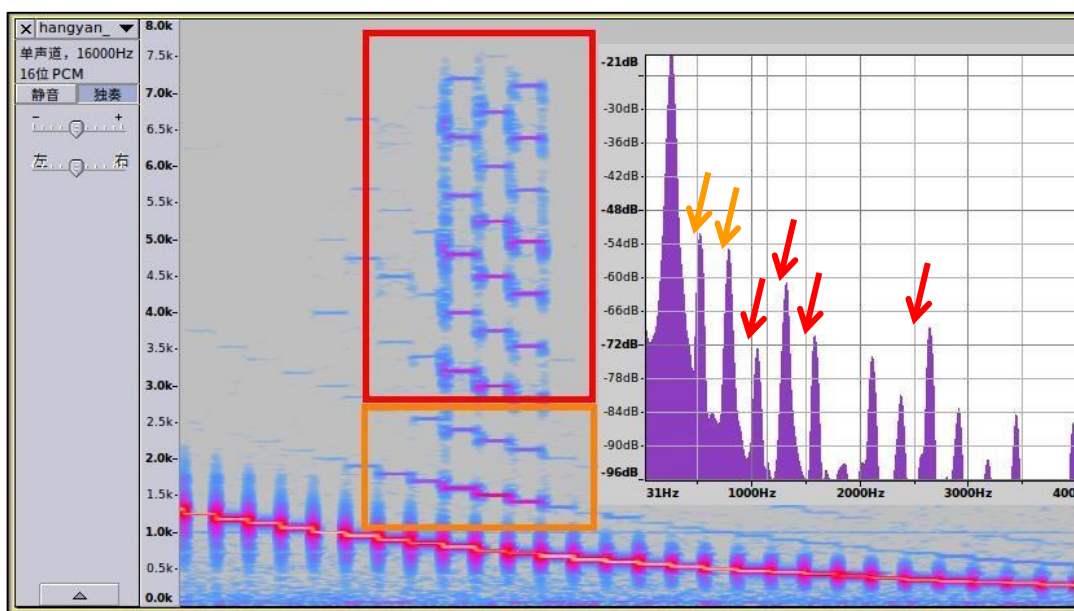 × hangyan_ ▼
单声道，16000Hz
16位 PCM
静音 独奏
- +
左 右
8.0k
7.5k
7.0k
6.5k
6.0k
5.5k
5.0k
4.5k
4.0k
3.5k
3.0k
2.5k
2.0k
1.5k
1.0k
0.5k
0.0k
-21dB
-30dB
-36dB
-42dB
-48dB
-54dB
-60dB
-66dB
-72dB
-78dB
-84dB
-90dB
-96dB
31Hz 1000Hz 2000Hz 3000Hz 400